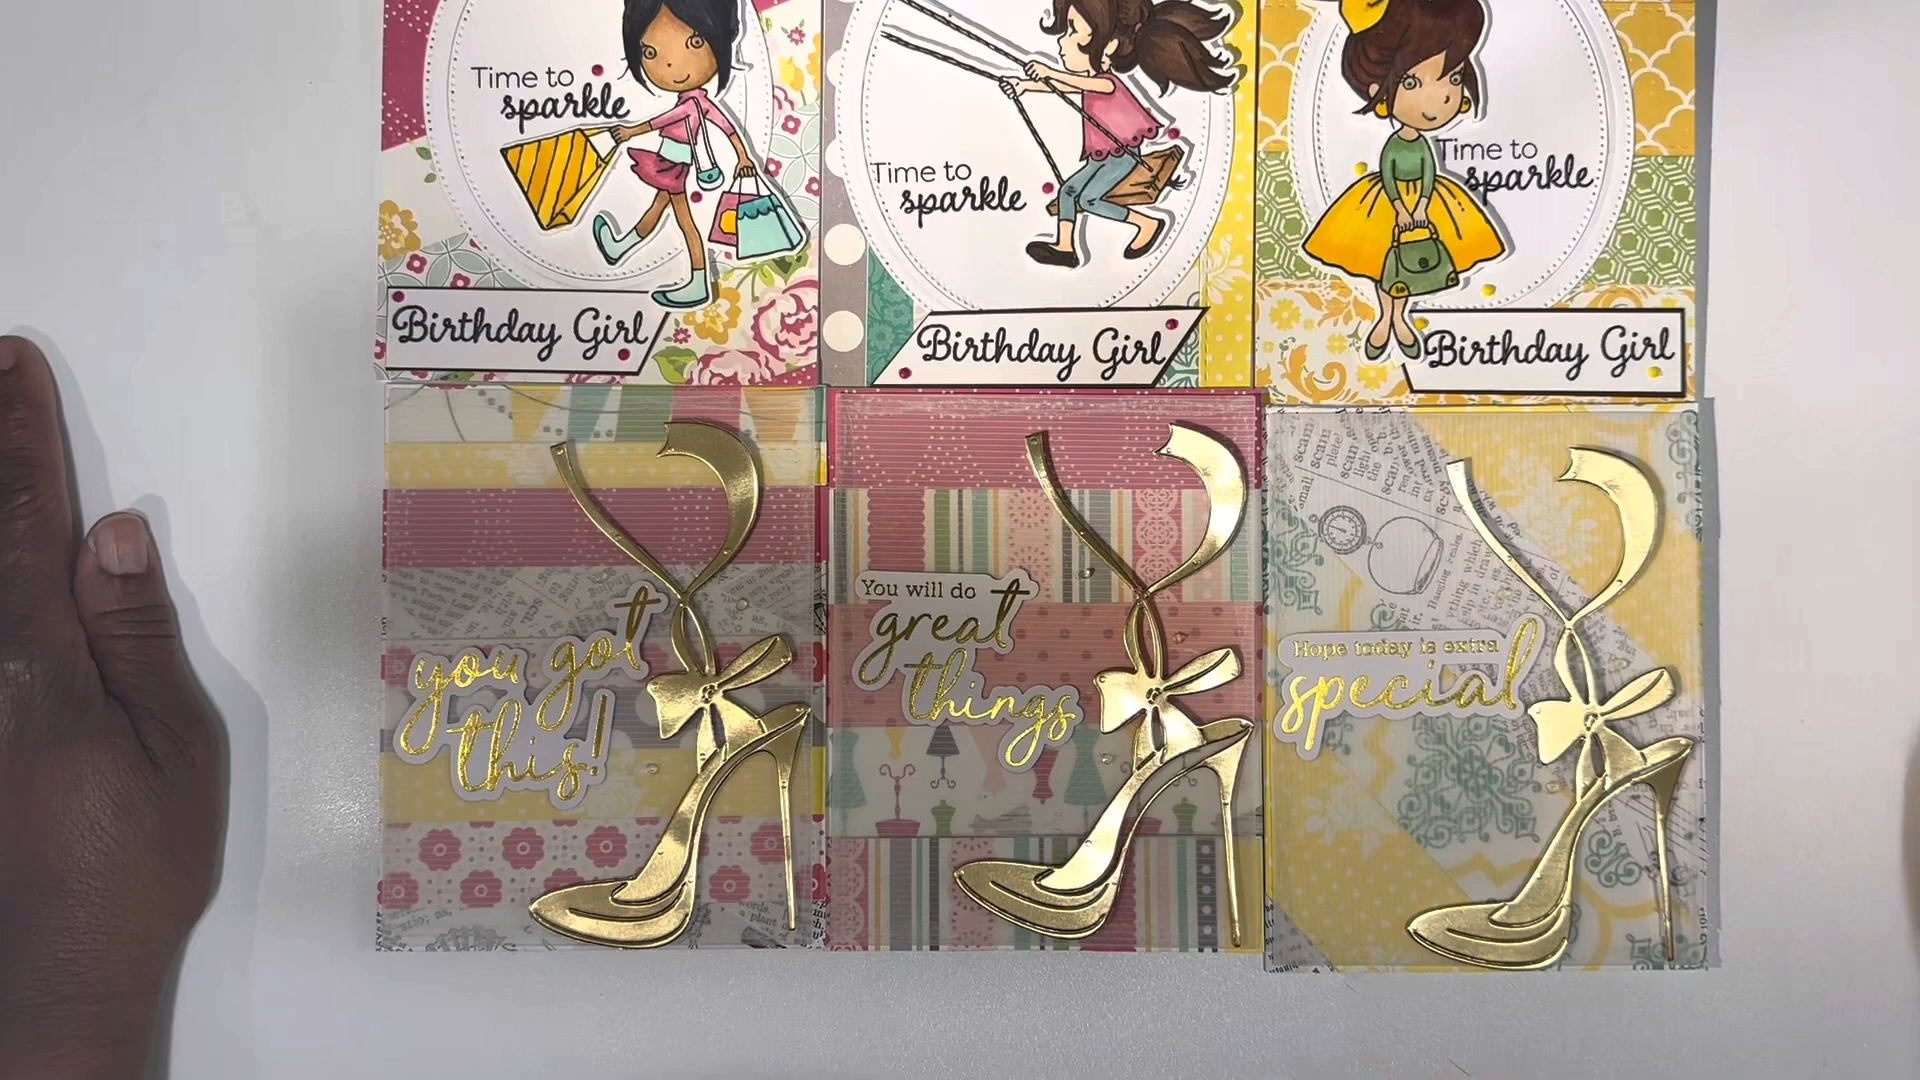 Time to
sparkle
Birthday Girl
Time to
sparkle
Birthday Girl
Time to
sparkle
Birthday Girl
you got
this!
You will do
great
things
Hope today is extra
special